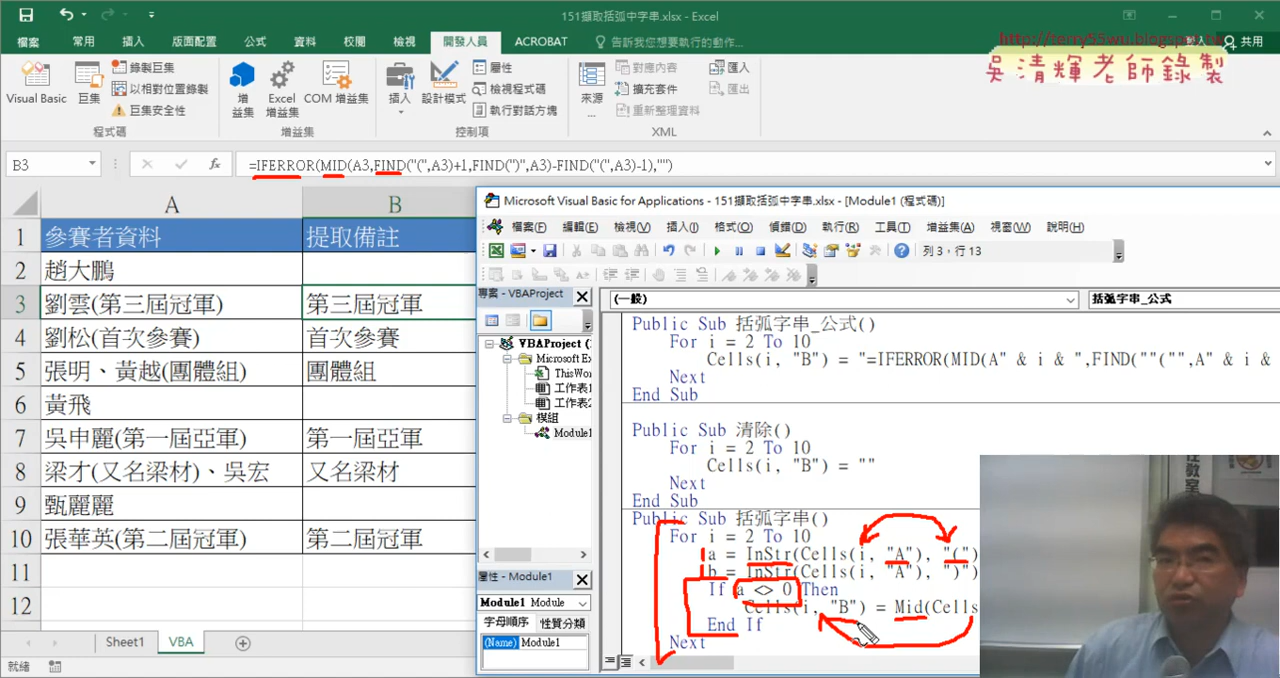 151擷取括弧中字串.xlsx - Excel
檔案 常用 插入 版面配置 公式 資料 校閱 檢視 開發人員 ACROBAT 告訴我您想要執行的動作... 共用
http://terry55wu.blogspot.tw
吳清輝老師錄製
Visual Basic 巨集 錄製巨集 以相對位置錄製 巨集安全性 程式碼
增益集 Excel 增益集 COM 增益集 增益集
插入 設計模式 屬性 檢視程式碼 執行對話方塊 控制項
來源... 對應內容 擴充套件 重新整理資料 匯入 匯出 XML
B3 fx =IFERROR(MID(A3,FIND("(",A3)+1,FIND(")",A3)-FIND("(",A3)-1),"")
A B
1 參賽者資料 提取備註
2 趙大鵬
3 劉雲(第三屆冠軍) 第三屆冠軍
4 劉松(首次參賽) 首次參賽
5 張明、黃越(團體組) 團體組
6 黃飛
7 吳申麗(第一屆亞軍) 第一屆亞軍
8 梁才(又名梁材)、吳宏 又名梁材
9 甄麗麗
10 張華英(第二屆冠軍) 第二屆冠軍
11
12
Sheet1 VBA
就緒
Microsoft Visual Basic for Applications - 151擷取括弧中字串.xlsx - [Module1 (程式碼)]
檔案(F) 編輯(E) 檢視(V) 插入(I) 格式(O) 偵錯(D) 執行(R) 工具(T) 增益集(A) 視窗(W) 說明(H)
列 3，行 13
專案 - VBAProject
VBAProject (
Microsoft Ex
ThisWo
工作表1
工作表2
模組
Module1
屬性 - Module1
Module1 Module
字母順序 性質分類
(Name) Module1
(一般) 括弧字串_公式
Public Sub 括弧字串_公式()
For i = 2 To 10
Cells(i, "B") = "=IFERROR(MID(A" & i & ",FIND(""("",A" & i &
Next
End Sub
Public Sub 清除()
For i = 2 To 10
Cells(i, "B") = ""
Next
End Sub
Public Sub 括弧字串()
For i = 2 To 10
a = InStr(Cells(i, "A"), "(")
b = InStr(Cells(i, "A"), ")")
If a <> 0 Then
Cells(i, "B") = Mid(Cells
End If
Next